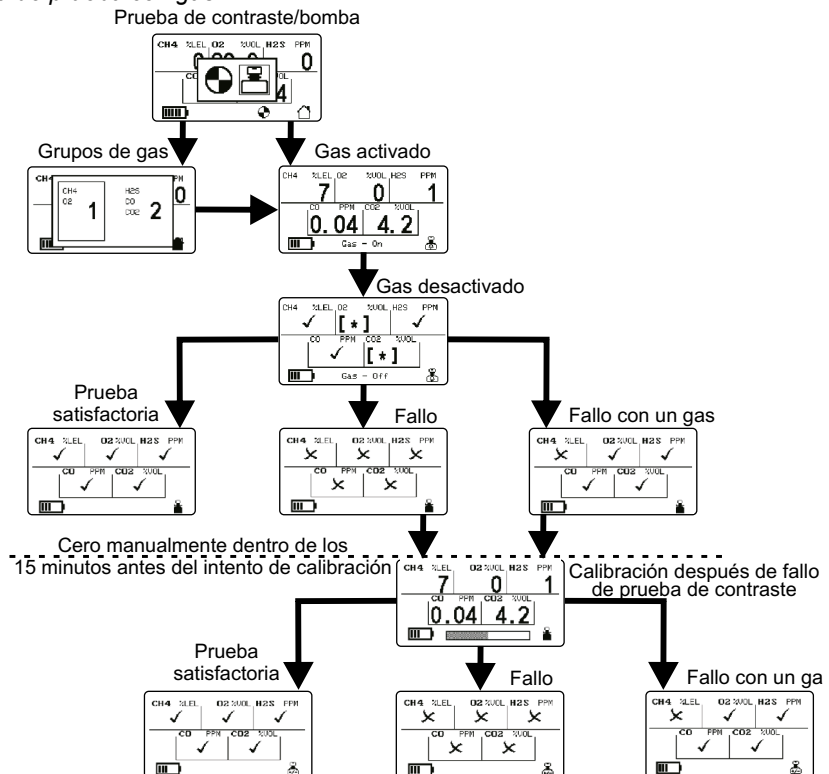 Prueba de contraste/bomba
CH4 %LEL O2 %VOL H2S PPM
0
4
Grupos de gas
Gas activado
CH4
O2
1
H2S
CO
CO2
2
0
CH4 %LEL O2 %VOL H2S PPM
7 0 1
CO PPM CO2 %VOL
0.04 4.2
Gas - On
Gas desactivado
CH4 %LEL O2 %VOL H2S PPM
✓ [*] ✓
CO PPM CO2 %VOL
✓ [*]
Gas - Off
Prueba
satisfactoria
Fallo
Fallo con un gas
CH4 %LEL O2 %VOL H2S PPM
CO PPM CO2 %VOL
CH4 %LEL O2 %VOL H2S PPM
CO PPM CO2 %VOL
CH4 %LEL O2 %VOL H2S PPM
CO PPM CO2 %VOL
Cero manualmente dentro de los
15 minutos antes del intento de calibración
CH4 %LEL O2 %VOL H2S PPM
7 0 1
CO PPM CO2 %VOL
0.04 4.2
Calibración después de fallo
de prueba de contraste
Prueba
satisfactoria
Fallo
Fallo con un ga
CH4 %LEL O2 %VOL H2S PPM
CO PPM CO2 %VOL
CH4 %LEL O2 %VOL H2S PPM
CO PPM CO2 %VOL
CH4 %LEL O2 %VOL H2S PPM
CO PPM CO2 %VOL